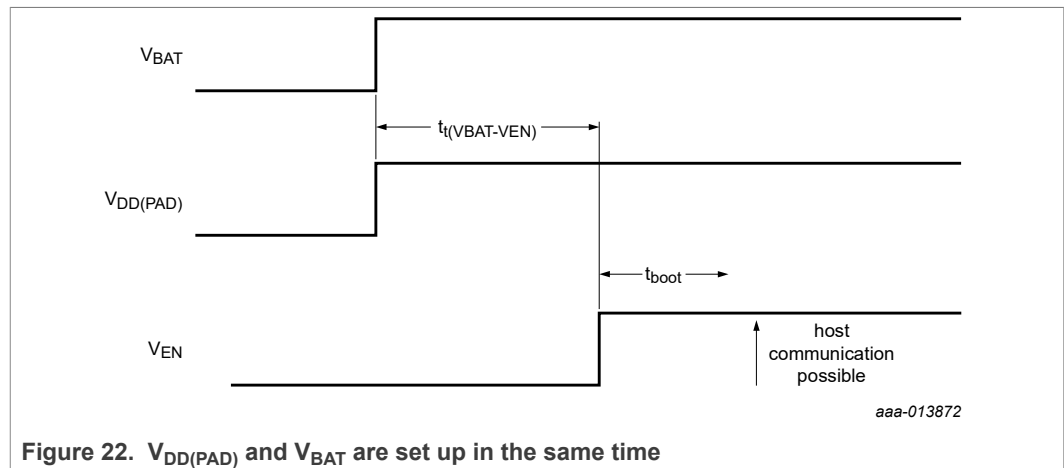 VBAT
tt(VBAT-VEN)
VDD(PAD)
tboot
VEN
host
communication
possible
aaa-013872
Figure 22. VDD(PAD) and VBAT are set up in the same time